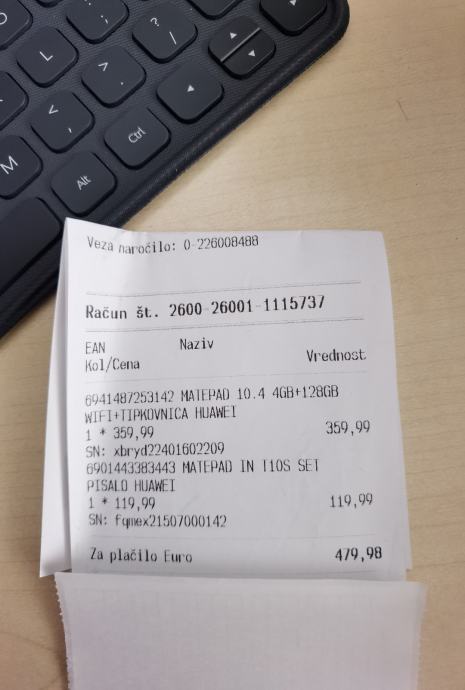 O
L
:
;
?
/
>
.
<
,
M
Alt
Ctrl
Veza naročilo: 0-226008488
Račun št. 2600-26001-1115737
EAN Naziv
Kol/Cena Vrednost
6941487253142 MATEPAD 10.4 4GB+128GB
WIFI+TIPKOVNICA HUAWEI
1 * 359,99 359,99
SN: xbryd22401602209
6901443383443 MATEPAD IN T10S SET
PISALO HUAWEI
1 * 119,99 119,99
SN: fqmex21507000142
Za plačilo Euro 479,98